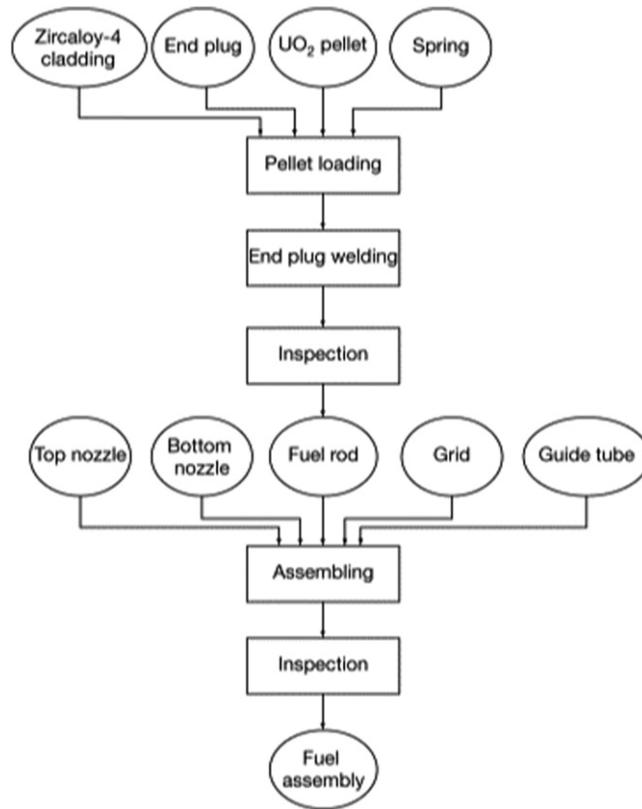 Zircaloy-4
cladding
End plug
UO₂ pellet
Spring
Pellet loading
End plug welding
Inspection
Top nozzle
Bottom
nozzle
Fuel rod
Grid
Guide tube
Assembling
Inspection
Fuel
assembly